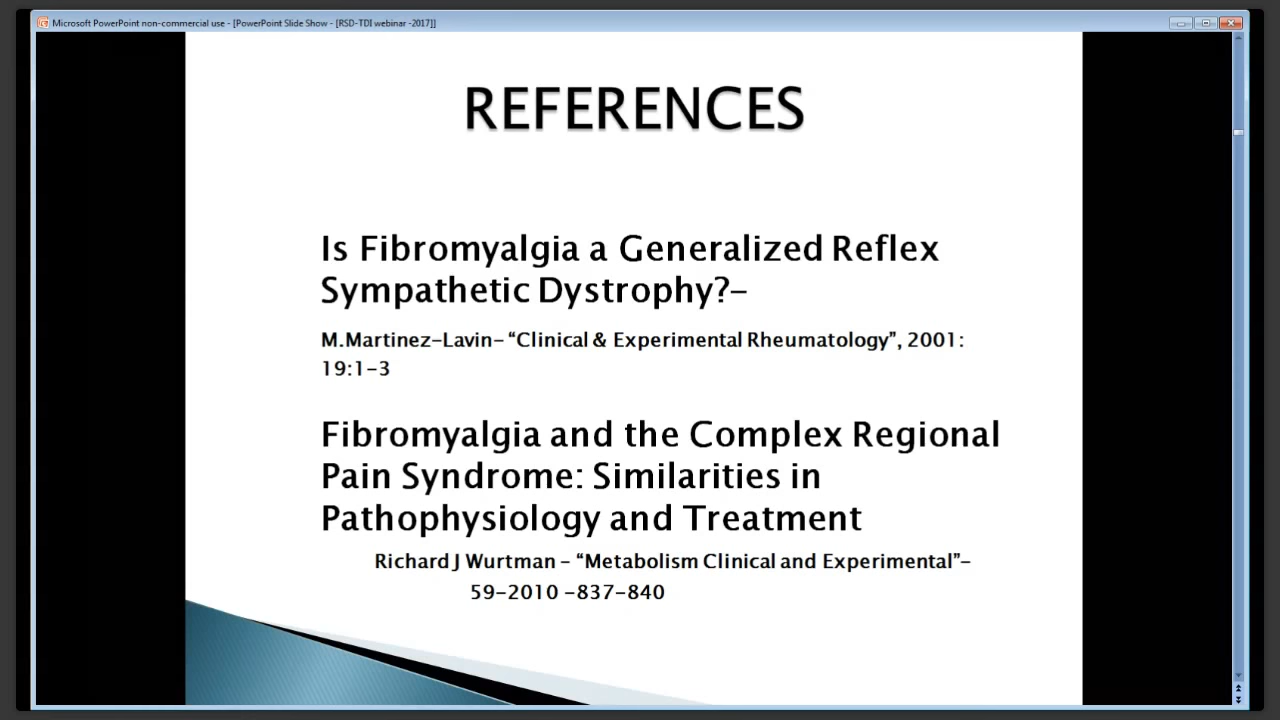 Microsoft PowerPoint non-commercial use - [PowerPoint Slide Show - [RSD-TDI webinar -2017]]
REFERENCES
Is Fibromyalgia a Generalized Reflex
Sympathetic Dystrophy?–
M.Martinez-Lavin– “Clinical & Experimental Rheumatology”, 2001:
19:1-3
Fibromyalgia and the Complex Regional
Pain Syndrome: Similarities in
Pathophysiology and Treatment
Richard J Wurtman – “Metabolism Clinical and Experimental”–
59-2010 -837-840